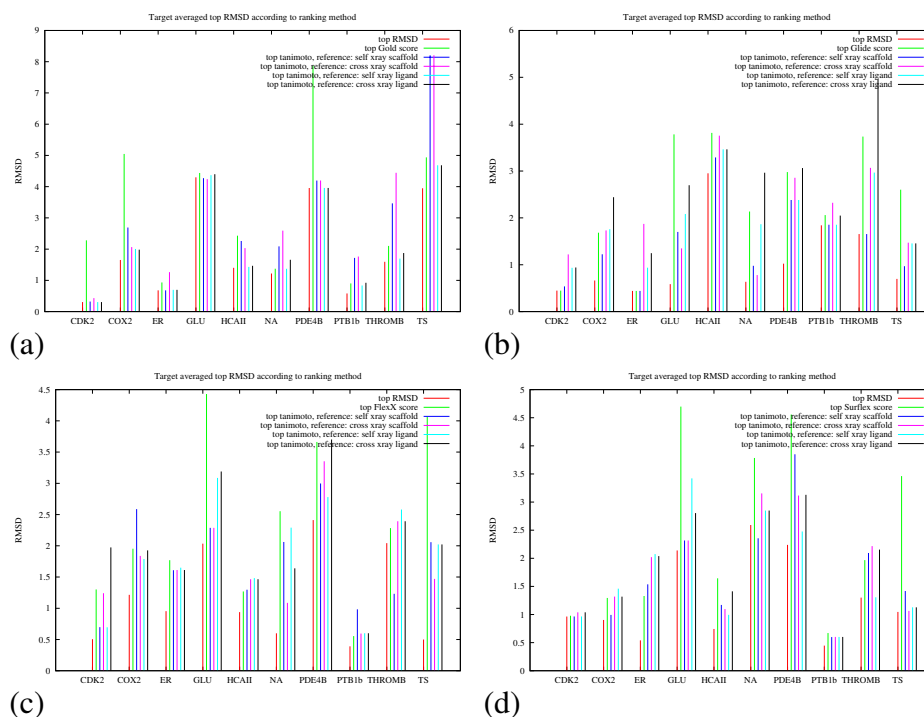 Target averaged top RMSD according to ranking method
9
8
7
6
5
4
3
2
1
0
RMSD
top RMSD
top Gold score
top tanimoto, reference: self xray scaffold
top tanimoto, reference: cross xray scaffold
top tanimoto, reference: self xray ligand
top tanimoto, reference: cross xray ligand
CDK2 COX2 ER GLU HCAII NA PDE4B PTB1b THROMB TS
(a)
Target averaged top RMSD according to ranking method
6
5
4
3
2
1
0
RMSD
top RMSD
top Glide score
top tanimoto, reference: self xray scaffold
top tanimoto, reference: cross xray scaffold
top tanimoto, reference: self xray ligand
top tanimoto, reference: cross xray ligand
CDK2 COX2 ER GLU HCAII NA PDE4B PTB1b THROMB TS
(b)
Target averaged top RMSD according to ranking method
4.5
4
3.5
3
2.5
2
1.5
1
0.5
0
RMSD
top RMSD
top FlexX score
top tanimoto, reference: self xray scaffold
top tanimoto, reference: cross xray scaffold
top tanimoto, reference: self xray ligand
top tanimoto, reference: cross xray ligand
CDK2 COX2 ER GLU HCAII NA PDE4B PTB1b THROMB TS
(c)
Target averaged top RMSD according to ranking method
5
4.5
4
3.5
3
2.5
2
1.5
1
0.5
0
RMSD
top RMSD
top Surflex score
top tanimoto, reference: self xray scaffold
top tanimoto, reference: cross xray scaffold
top tanimoto, reference: self xray ligand
top tanimoto, reference: cross xray ligand
CDK2 COX2 ER GLU HCAII NA PDE4B PTB1b THROMB TS
(d)